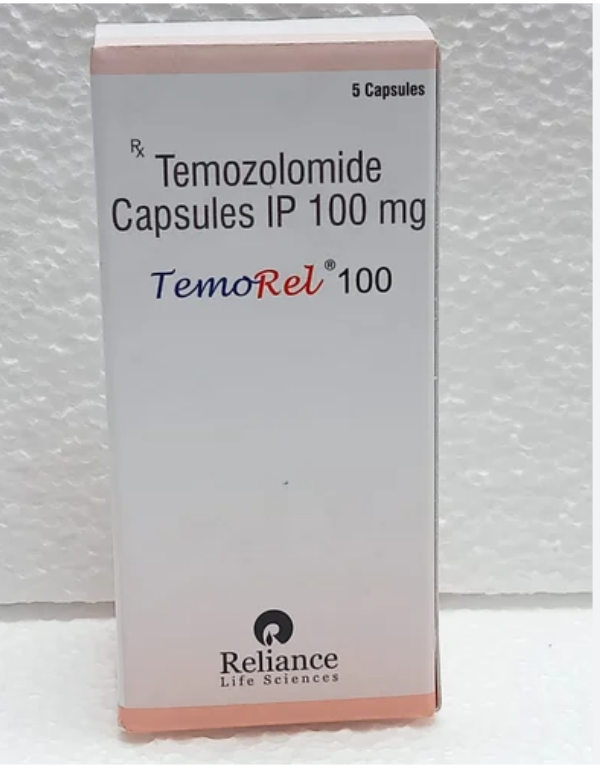 5 Capsules
Rx Temozolomide
Capsules IP 100 mg
TemoRel® 100
Reliance
Life Sciences